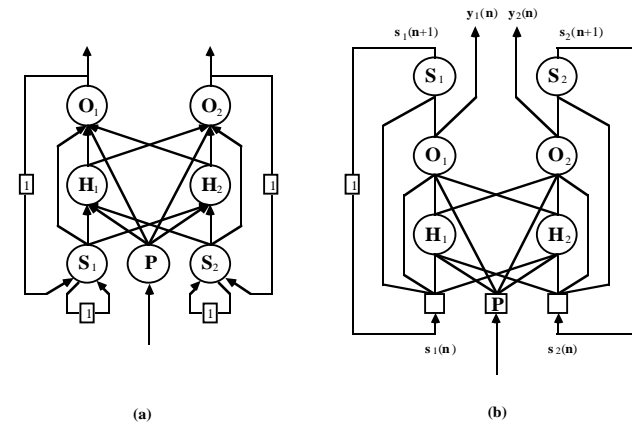 y1(n) y2(n)
s1(n+1) s2(n+1)
S1 S2
O1 O2
O1 O2
1 1 1
H1 H2
H1 H2
S1 P S2
P
1 1
s1(n) s2(n)
(a) (b)